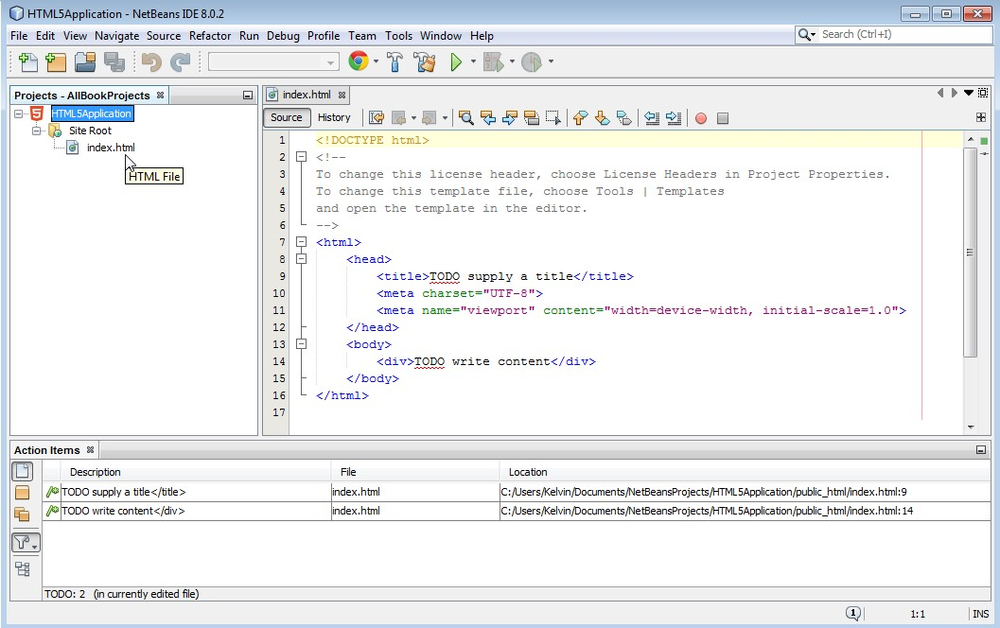 HTML5Application - NetBeans IDE 8.0.2
File Edit View Navigate Source Refactor Run Debug Profile Team Tools Window Help
Search (Ctrl+I)
Projects - AllBookProjects
HTML5Application
Site Root
index.html
HTML File
index.html
Source History
1 <!DOCTYPE html>
2 <!--
3 To change this license header, choose License Headers in Project Properties.
4 To change this template file, choose Tools | Templates
5 and open the template in the editor.
6 -->
7 <html>
8 <head>
9 <title>TODO supply a title</title>
10 <meta charset="UTF-8">
11 <meta name="viewport" content="width=device-width, initial-scale=1.0">
12 </head>
13 <body>
14 <div>TODO write content</div>
15 </body>
16 </html>
17
Action Items
Description File Location
TODO supply a title</title> index.html C:/Users/Kelvin/Documents/NetBeansProjects/HTML5Application/public_html/index.html:9
TODO write content</div> index.html C:/Users/Kelvin/Documents/NetBeansProjects/HTML5Application/public_html/index.html:14
TODO: 2 (in currently edited file)
1 1:1 INS